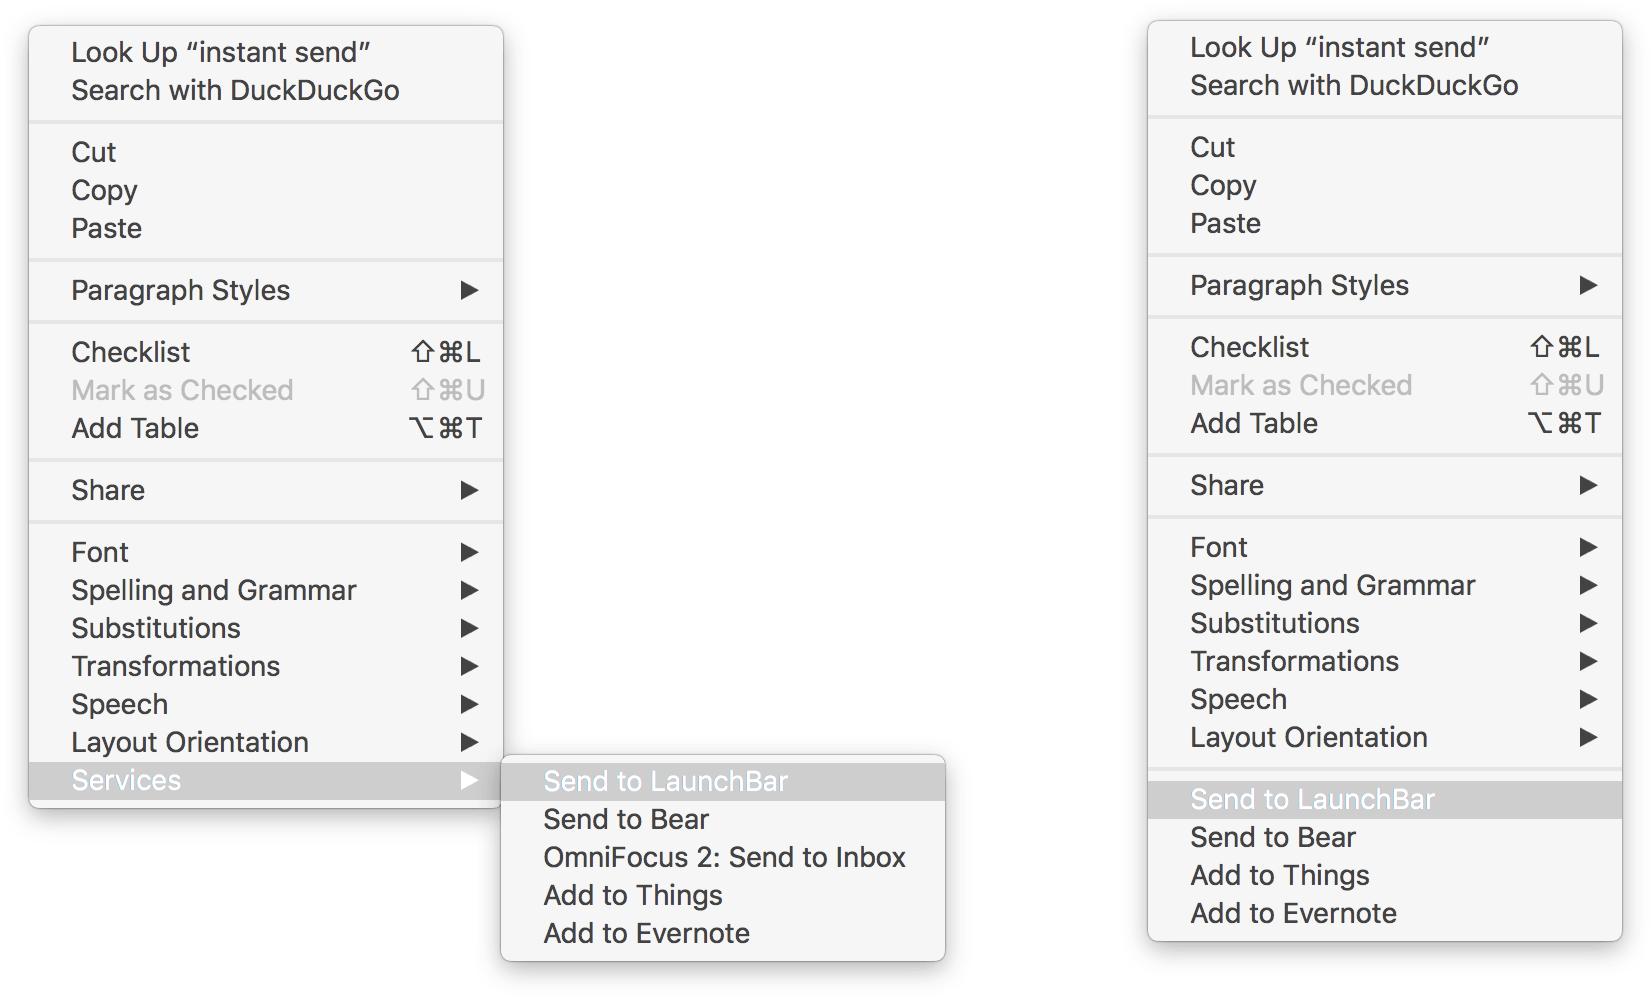 Look Up “instant send”
Search with DuckDuckGo
Cut
Copy
Paste
Paragraph Styles
Checklist ⇧⌘L
Mark as Checked ⇧⌘U
Add Table ⌥⌘T
Share
Font
Spelling and Grammar
Substitutions
Transformations
Speech
Layout Orientation
Services
Send to LaunchBar
Send to Bear
OmniFocus 2: Send to Inbox
Add to Things
Add to Evernote
Look Up “instant send”
Search with DuckDuckGo
Cut
Copy
Paste
Paragraph Styles
Checklist ⇧⌘L
Mark as Checked ⇧⌘U
Add Table ⌥⌘T
Share
Font
Spelling and Grammar
Substitutions
Transformations
Speech
Layout Orientation
Send to LaunchBar
Send to Bear
Add to Things
Add to Evernote